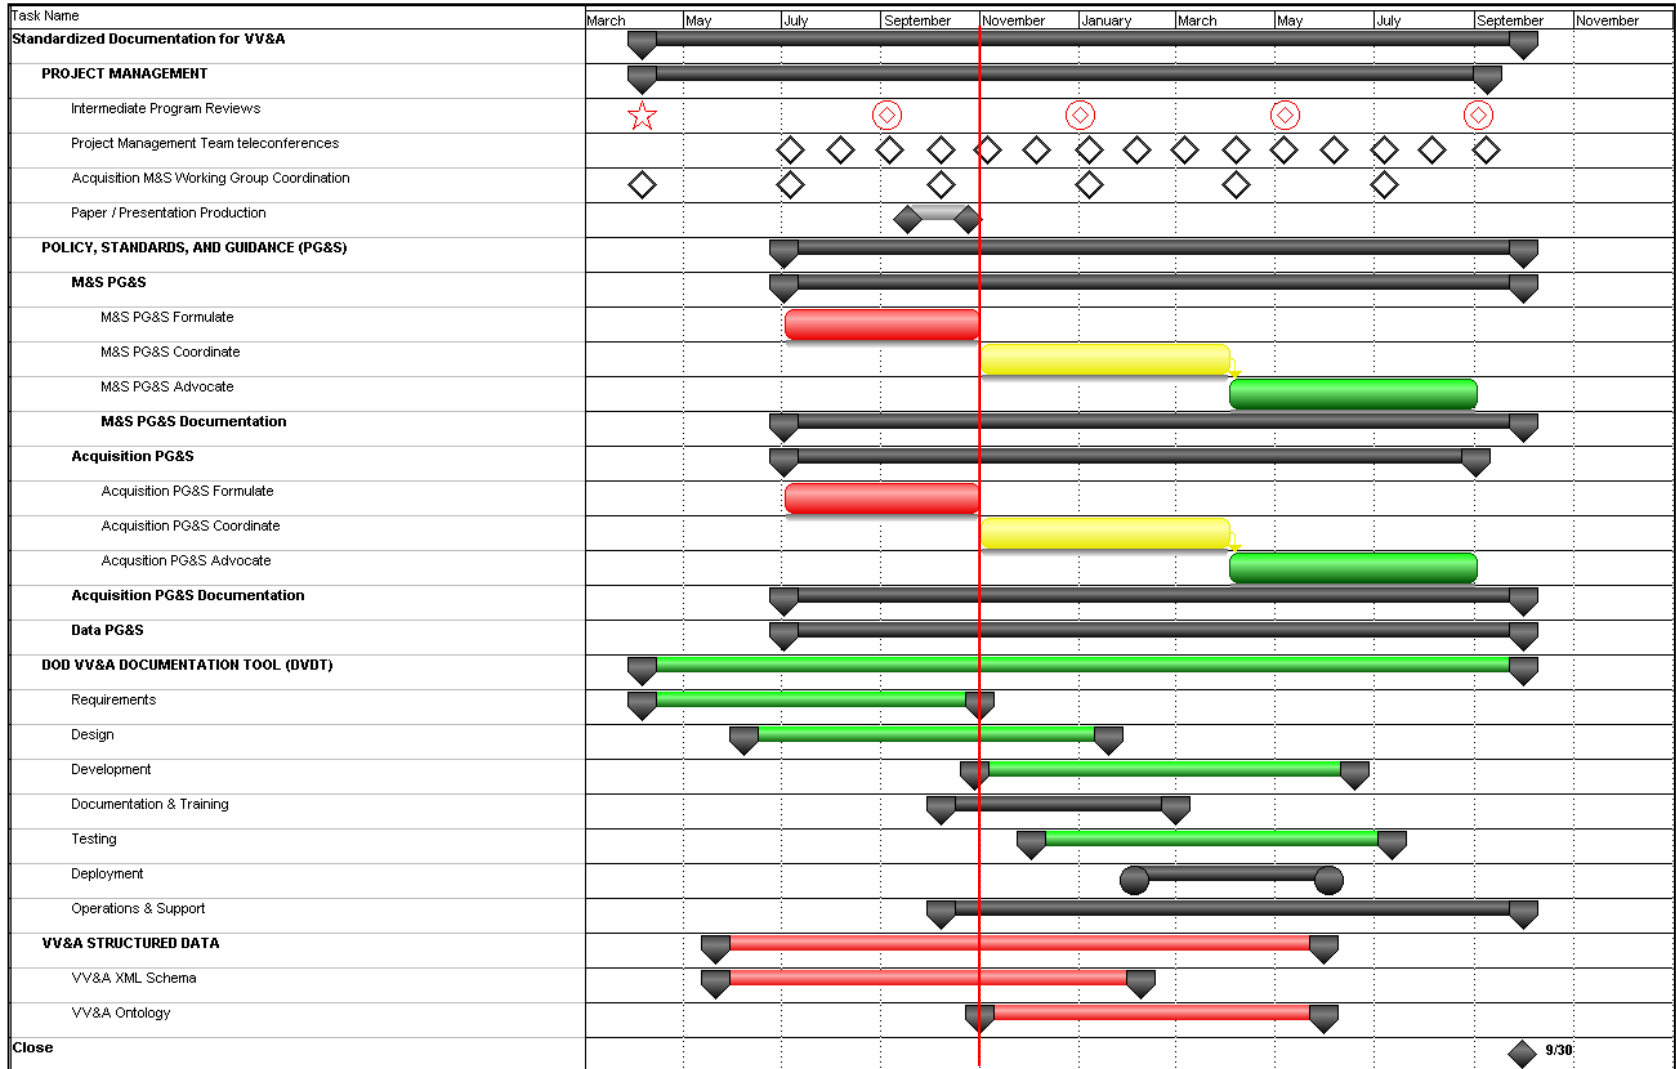 Task Name
March May July September November January March May July September November
Standardized Documentation for VV&A
PROJECT MANAGEMENT
Intermediate Program Reviews
Project Management Team teleconferences
Acquisition M&S Working Group Coordination
Paper / Presentation Production
POLICY, STANDARDS, AND GUIDANCE (PG&S)
M&S PG&S
M&S PG&S Formulate
M&S PG&S Coordinate
M&S PG&S Advocate
M&S PG&S Documentation
Acquisition PG&S
Acquisition PG&S Formulate
Acquisition PG&S Coordinate
Acqusition PG&S Advocate
Acquisition PG&S Documentation
Data PG&S
DOD VV&A DOCUMENTATION TOOL (DVDT)
Requirements
Design
Development
Documentation & Training
Testing
Deployment
Operations & Support
VV&A STRUCTURED DATA
VV&A XML Schema
VV&A Ontology
Close
9/30